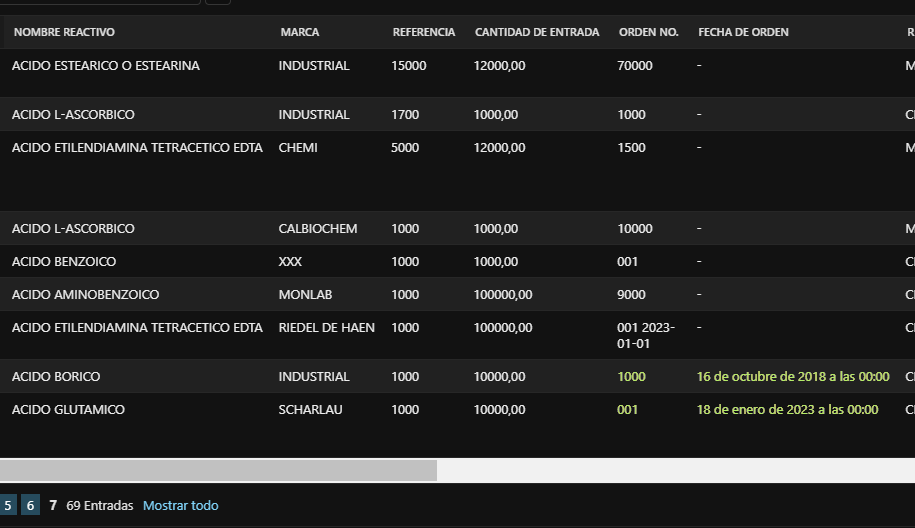 NOMBRE REACTIVO MARCA REFERENCIA CANTIDAD DE ENTRADA ORDEN NO. FECHA DE ORDEN
ACIDO ESTEARICO O ESTEARINA INDUSTRIAL 15000 12000,00 70000 -
ACIDO L-ASCORBICO INDUSTRIAL 1700 1000,00 1000 -
ACIDO ETILENDIAMINA TETRACETICO EDTA CHEMI 5000 12000,00 1500 -
ACIDO L-ASCORBICO CALBIOCHEM 1000 1000,00 10000 -
ACIDO BENZOICO XXX 1000 1000,00 001 -
ACIDO AMINOBENZOICO MONLAB 1000 100000,00 9000 -
ACIDO ETILENDIAMINA TETRACETICO EDTA RIEDEL DE HAEN 1000 100000,00 001 2023- -
01-01
ACIDO BORICO INDUSTRIAL 1000 10000,00 1000 16 de octubre de 2018 a las 00:00
ACIDO GLUTAMICO SCHARLAU 1000 10000,00 001 18 de enero de 2023 a las 00:00
5 6 7 69 Entradas Mostrar todo